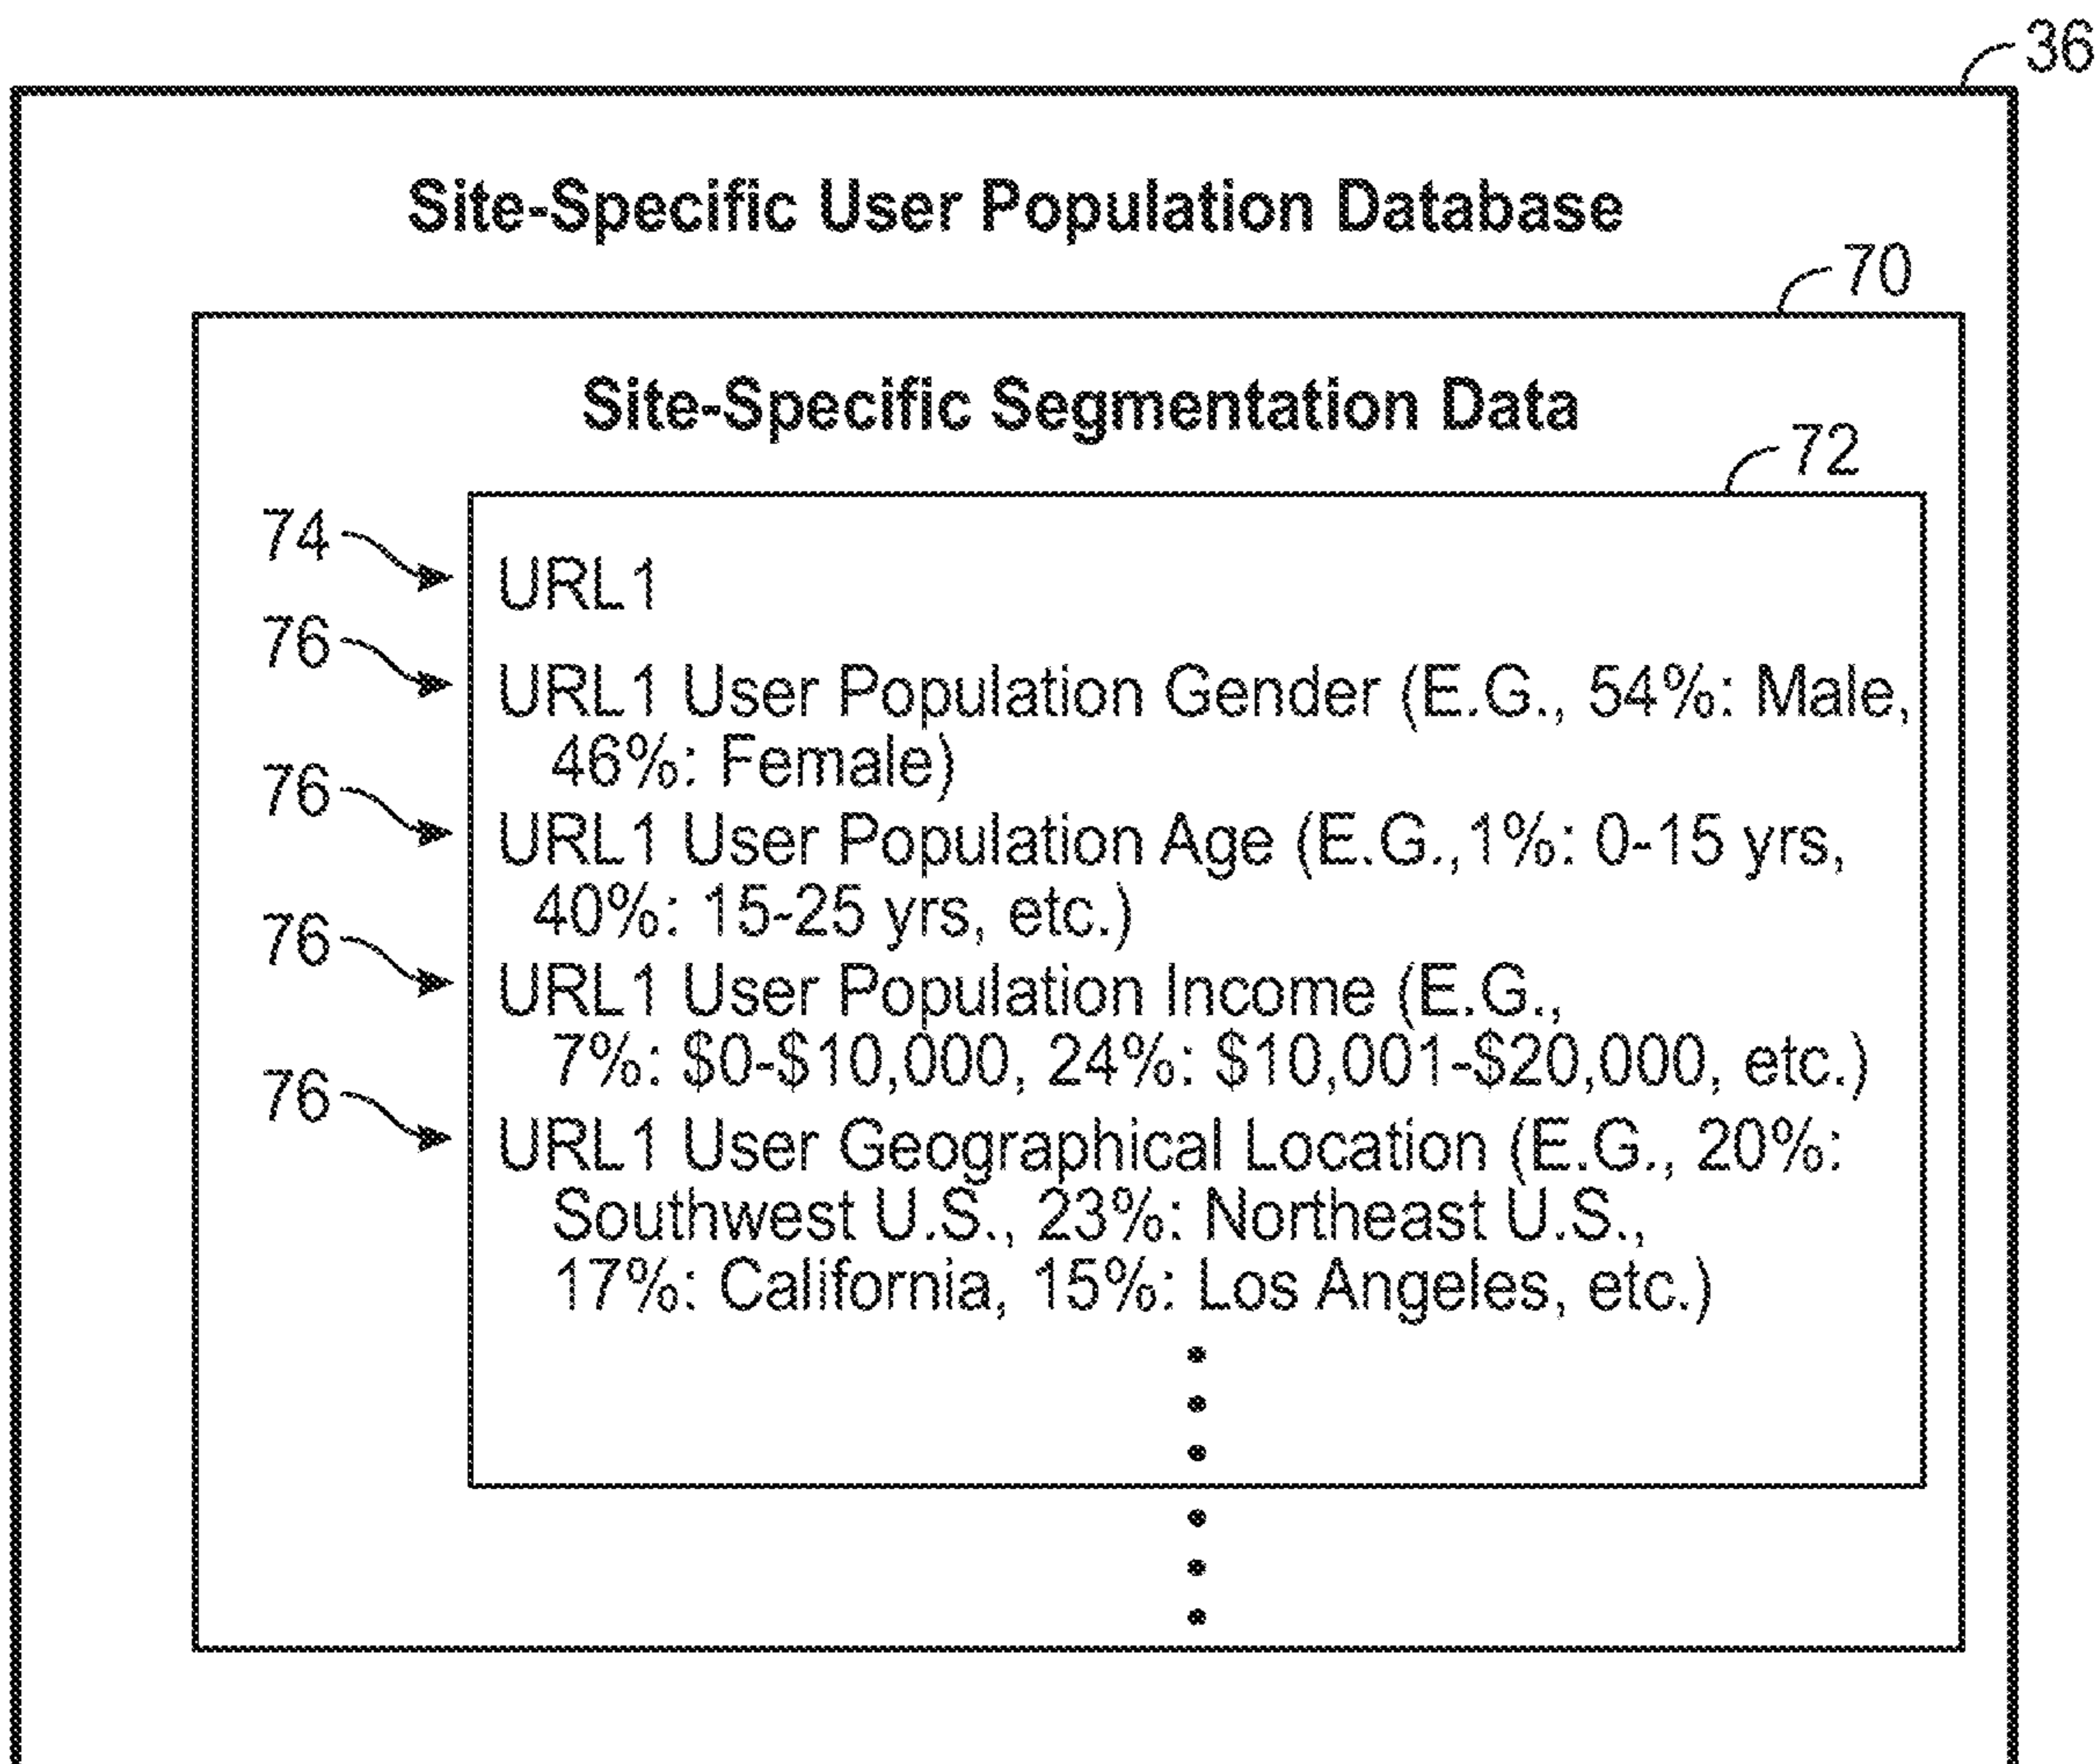 36
Site-Specific User Population Database
70
Site-Specific Segmentation Data
72
74
URL1
76
URL1 User Population Gender (E.G., 54%: Male,
46%: Female)
76
URL1 User Population Age (E.G.,1%: 0-15 yrs,
40%: 15-25 yrs, etc.)
76
URL1 User Population Income (E.G.,
7%: $0-$10,000, 24%: $10,001-$20,000, etc.)
76
URL1 User Geographical Location (E.G., 20%:
Southwest U.S., 23%: Northeast U.S.,
17%: California, 15%: Los Angeles, etc.)